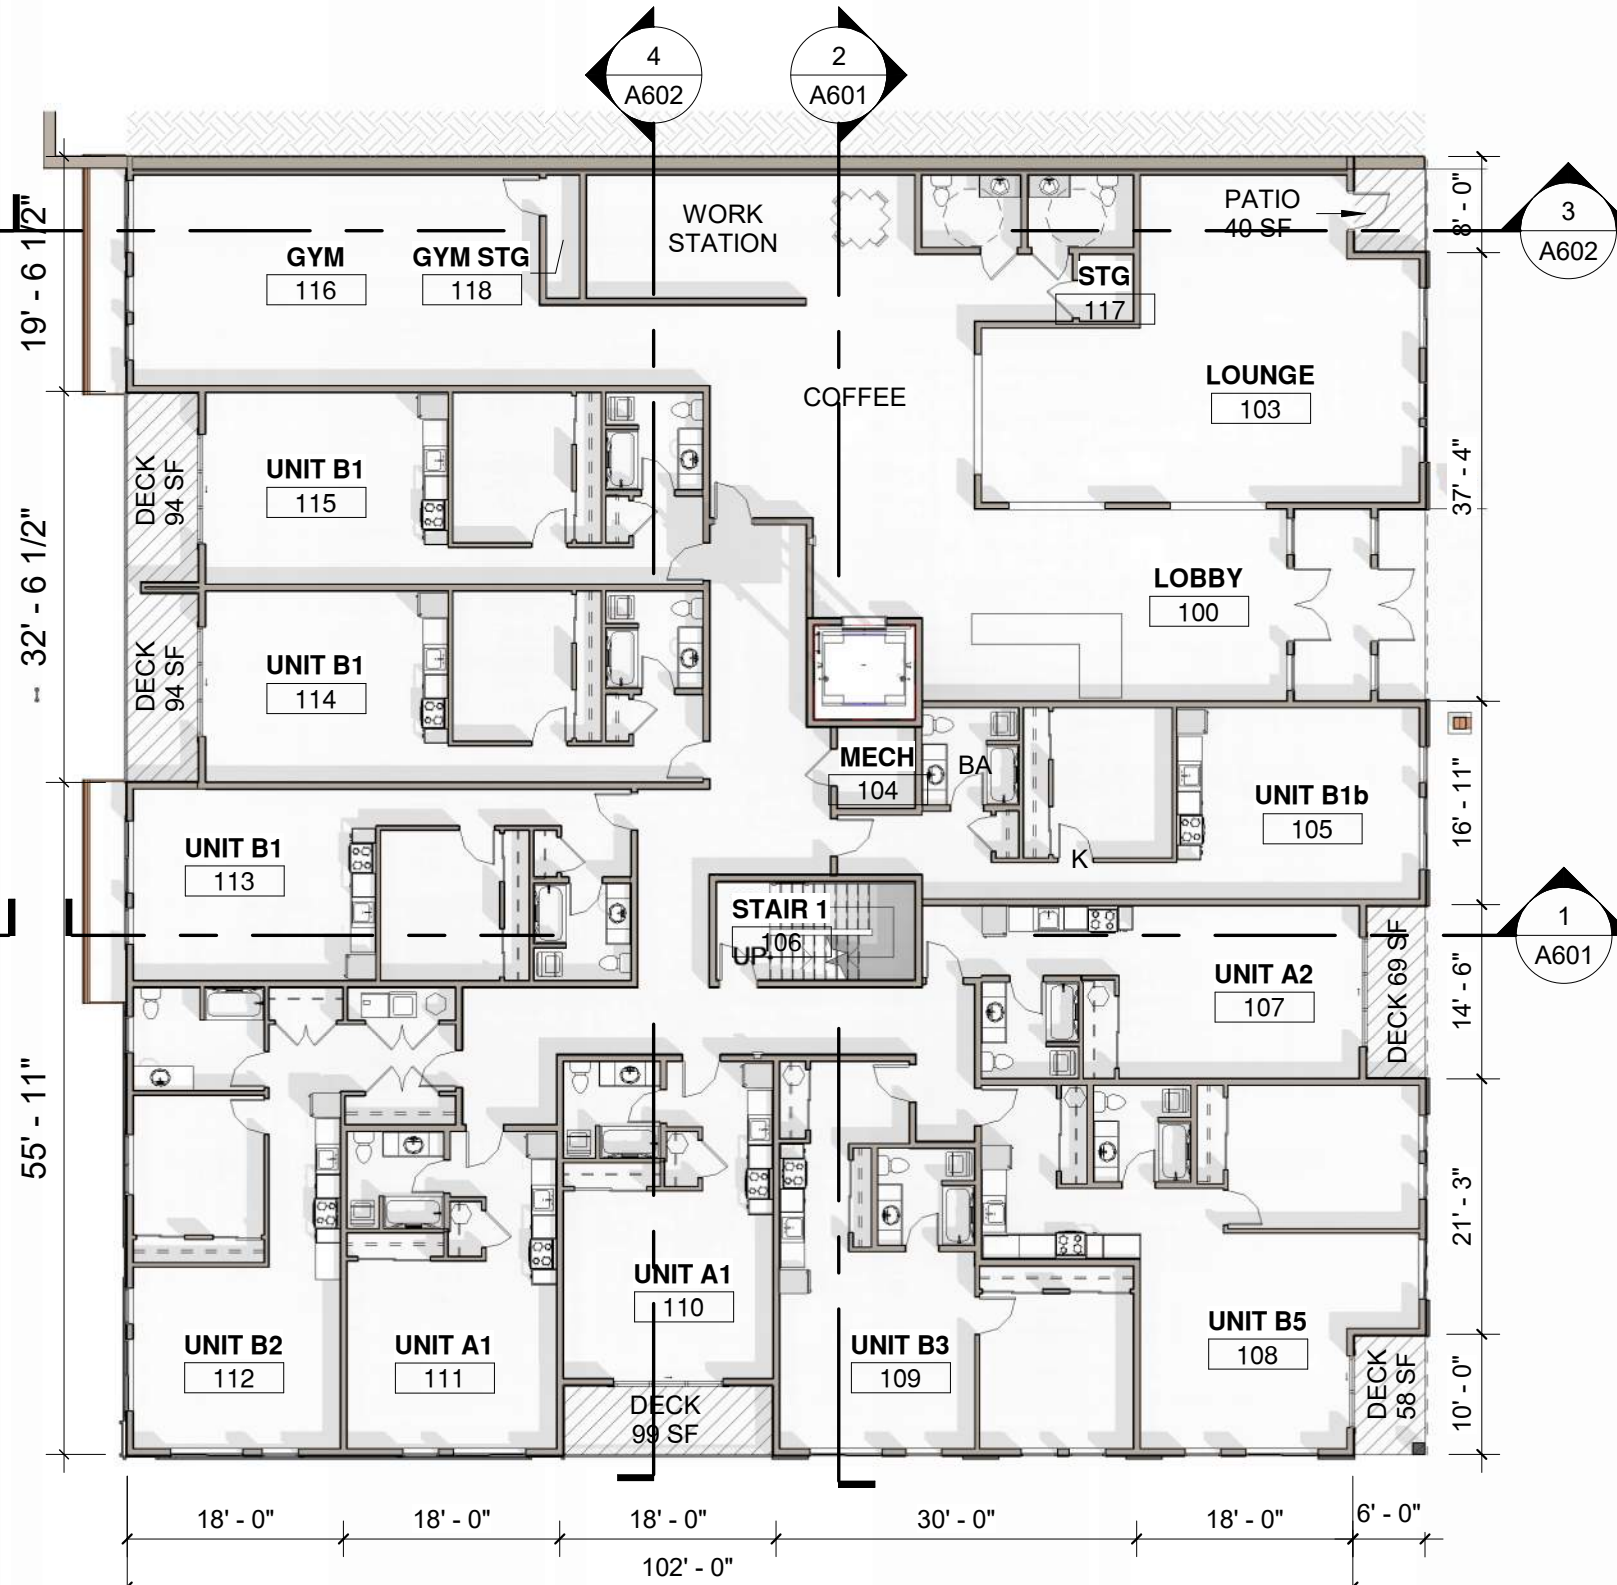 4
A602
2
A601
3
A602
PATIO
40 SF
8' - 0"
WORK
STATION
GYM
116
GYM STG
118
19' - 6 1/2"
STG
117
LOUNGE
103
COFFEE
DECK
94 SF
UNIT B1
115
37' - 4"
32' - 6 1/2"
LOBBY
100
DECK
94 SF
UNIT B1
114
MECH
104
BA
UNIT B1b
105
16' - 11"
K
UNIT B1
113
STAIR 1
106
UP
1
A601
DECK 69 SF
UNIT A2
107
14' - 6"
55' - 11"
21' - 3"
UNIT A1
110
UNIT B2
112
UNIT A1
111
UNIT B3
109
UNIT B5
108
DECK
58 SF
10' - 0"
DECK
99 SF
18' - 0"
18' - 0"
18' - 0"
30' - 0"
18' - 0"
6' - 0"
102' - 0"